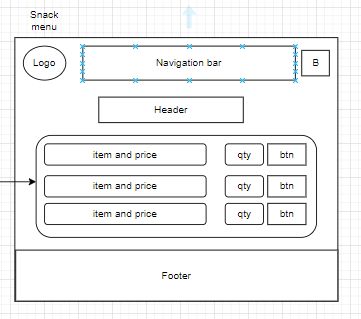 Snack
menu
Logo
Navigation bar
B
Header
item and price qty btn
item and price qty btn
item and price qty btn
Footer